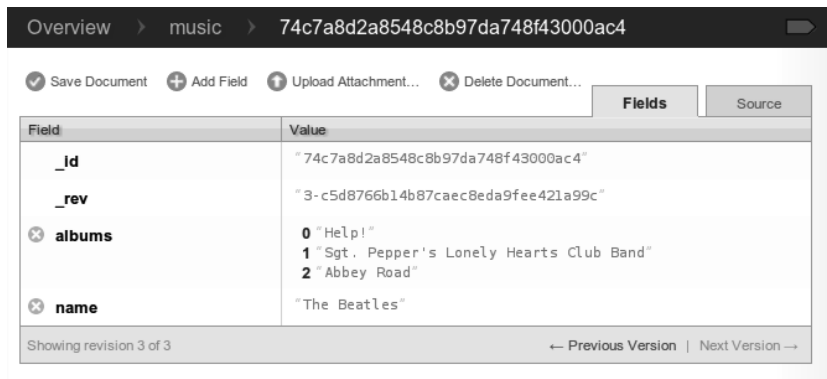 Overview > music > 74c7a8d2a8548c8b97da748f43000ac4
Save Document Add Field Upload Attachment... Delete Document...
Fields Source
Field Value
_id "74c7a8d2a8548c8b97da748f43000ac4"
_rev "3-c5d8766b14b87caec8eda9fee421a99c"
albums 0 "Help!"
1 "Sgt. Pepper's Lonely Hearts Club Band"
2 "Abbey Road"
name "The Beatles"
Showing revision 3 of 3 ← Previous Version | Next Version →